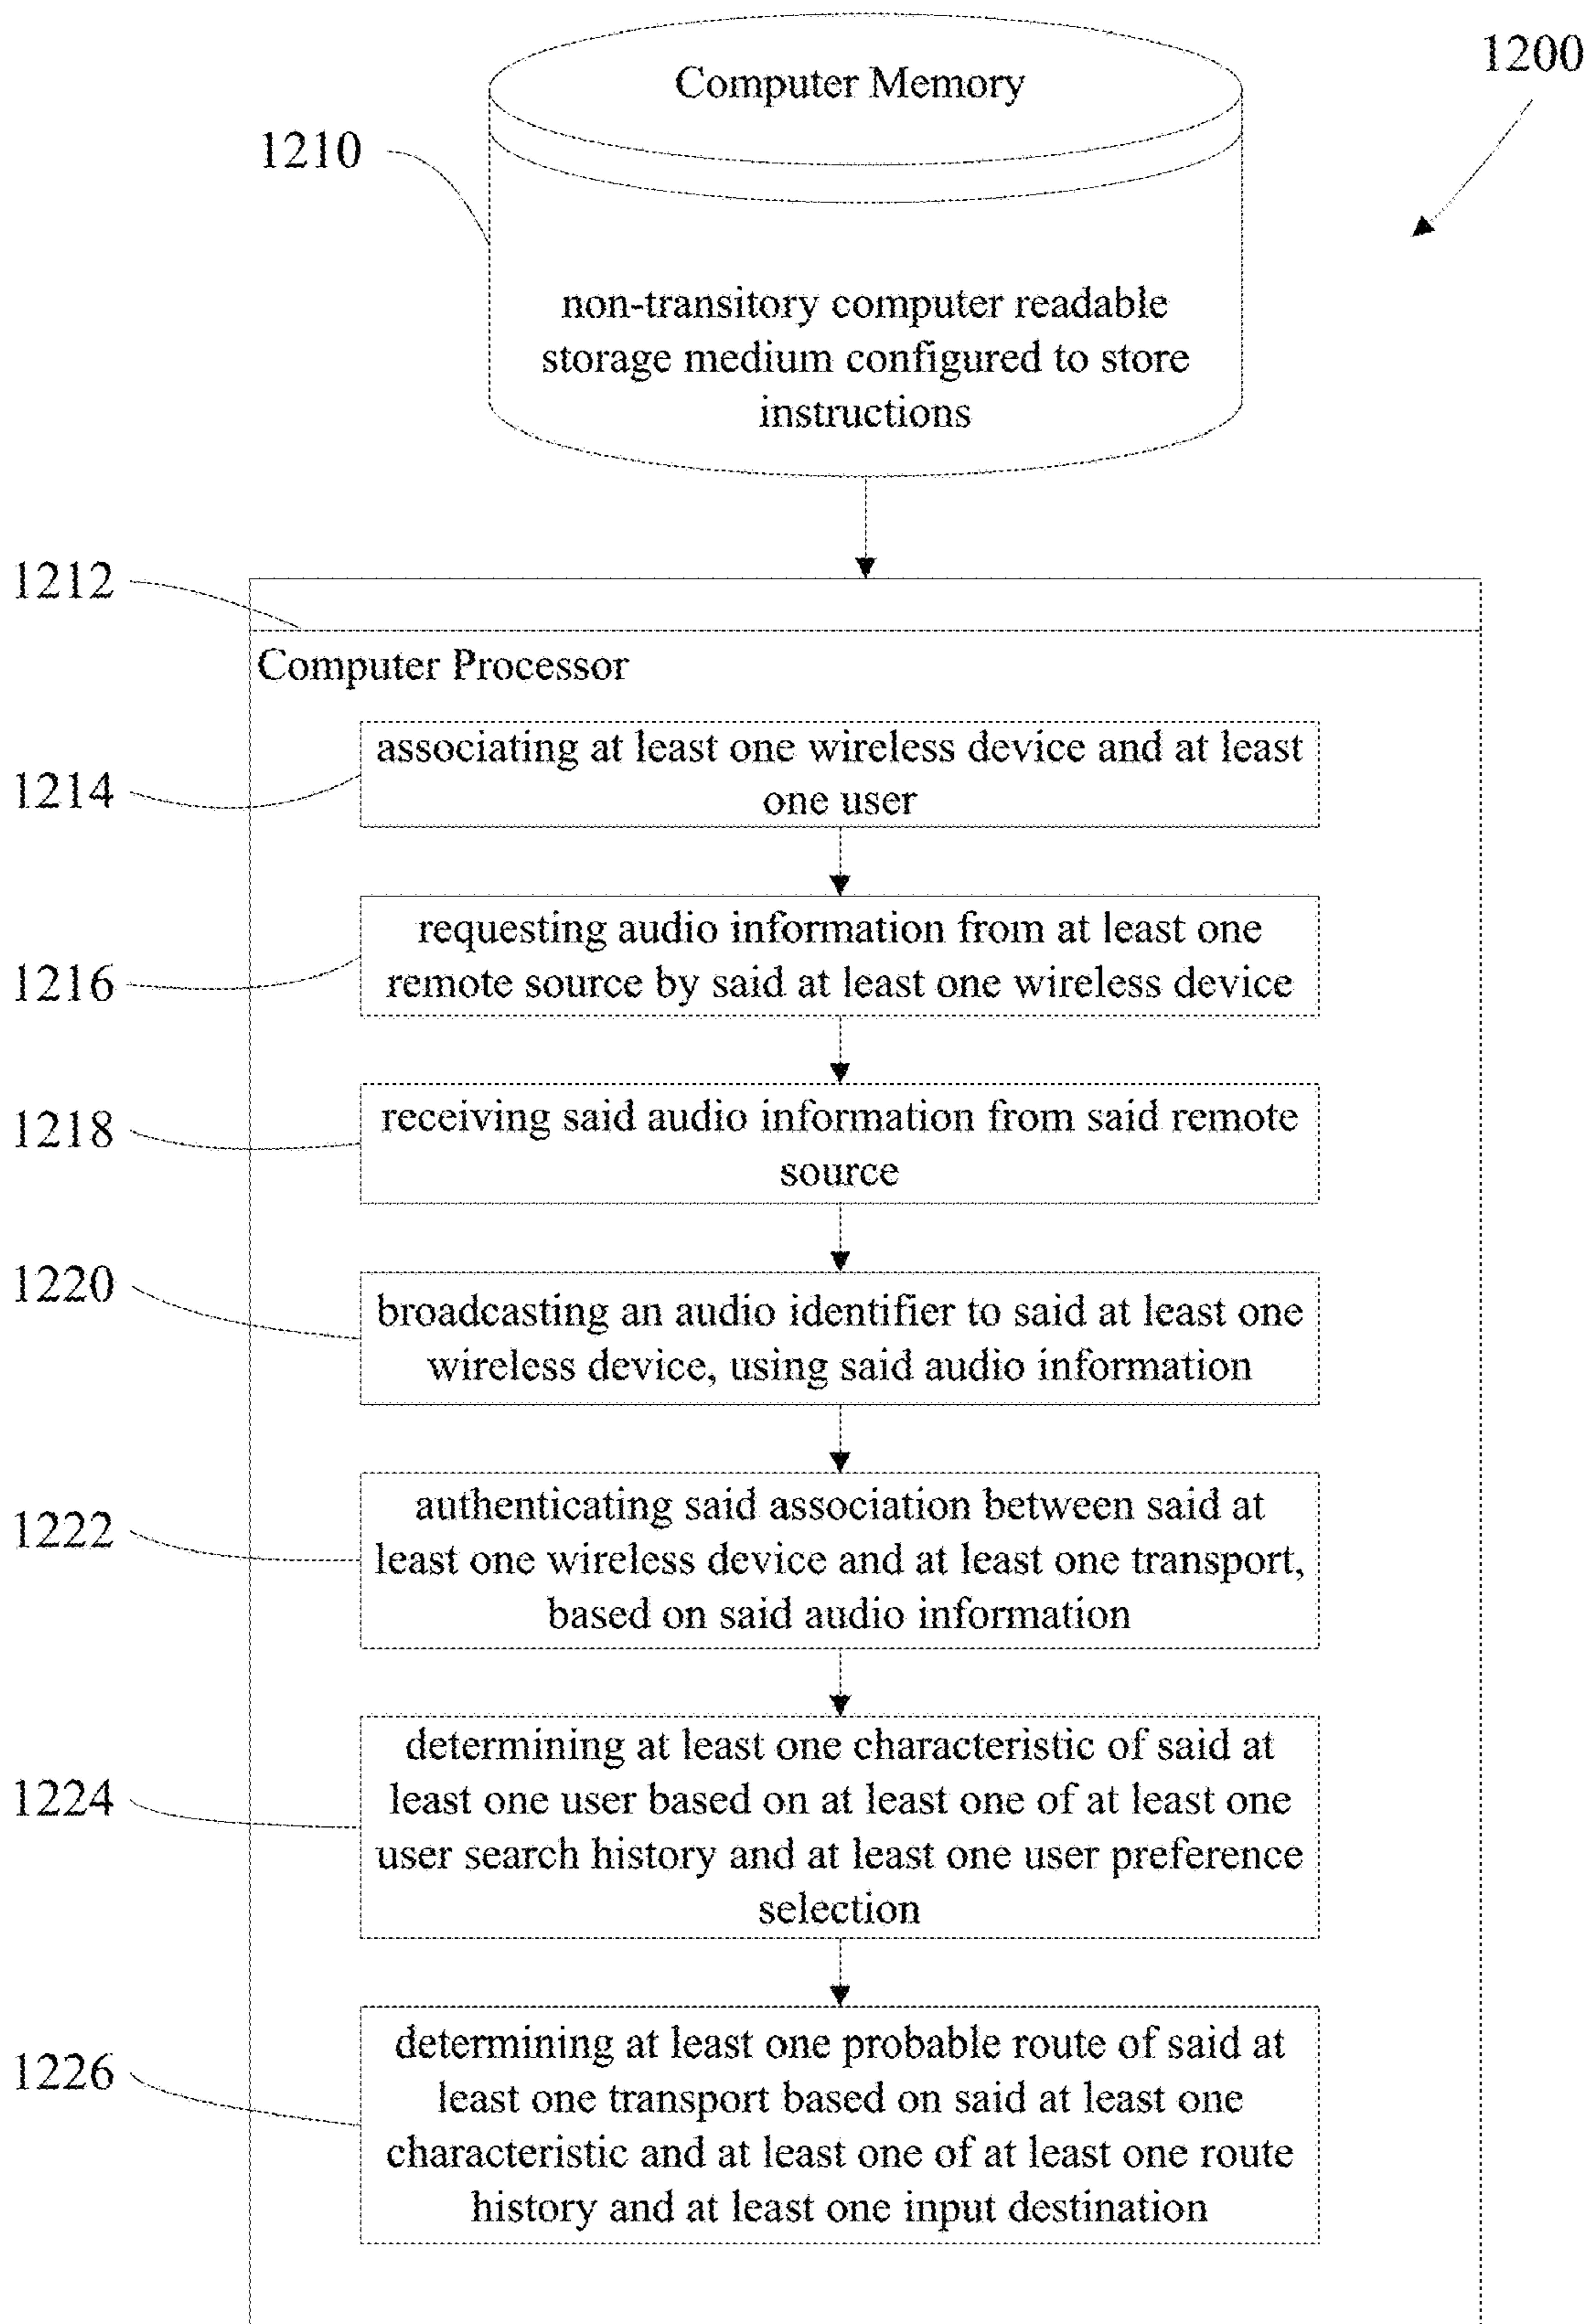 1200
Computer Memory
1210
non-transitory computer readable
storage medium configured to store
instructions
1212
Computer Processor
1214
associating at least one wireless device and at least
one user
1216
requesting audio information from at least one
remote source by said at least one wireless device
1218
receiving said audio information from said remote
source
1220
broadcasting an audio identifier to said at least one
wireless device, using said audio information
1222
authenticating said association between said at
least one wireless device and at least one transport,
based on said audio information
1224
determining at least one characteristic of said at
least one user based on at least one of at least one
user search history and at least one user preference
selection
1226
determining at least one probable route of said at
least one transport based on said at least one
characteristic and at least one of at least one route
history and at least one input destination